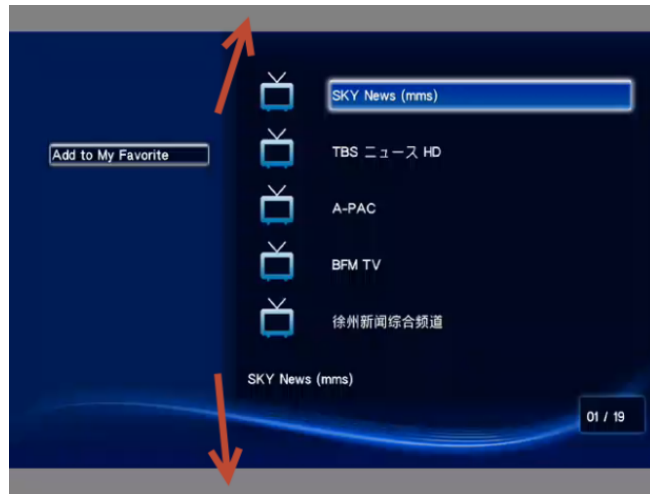 SKY News (mms)
Add to My Favorite
TBS ニュース HD
A-PAC
BFM TV
徐州新闻综合频道
SKY News (mms)
01 / 19